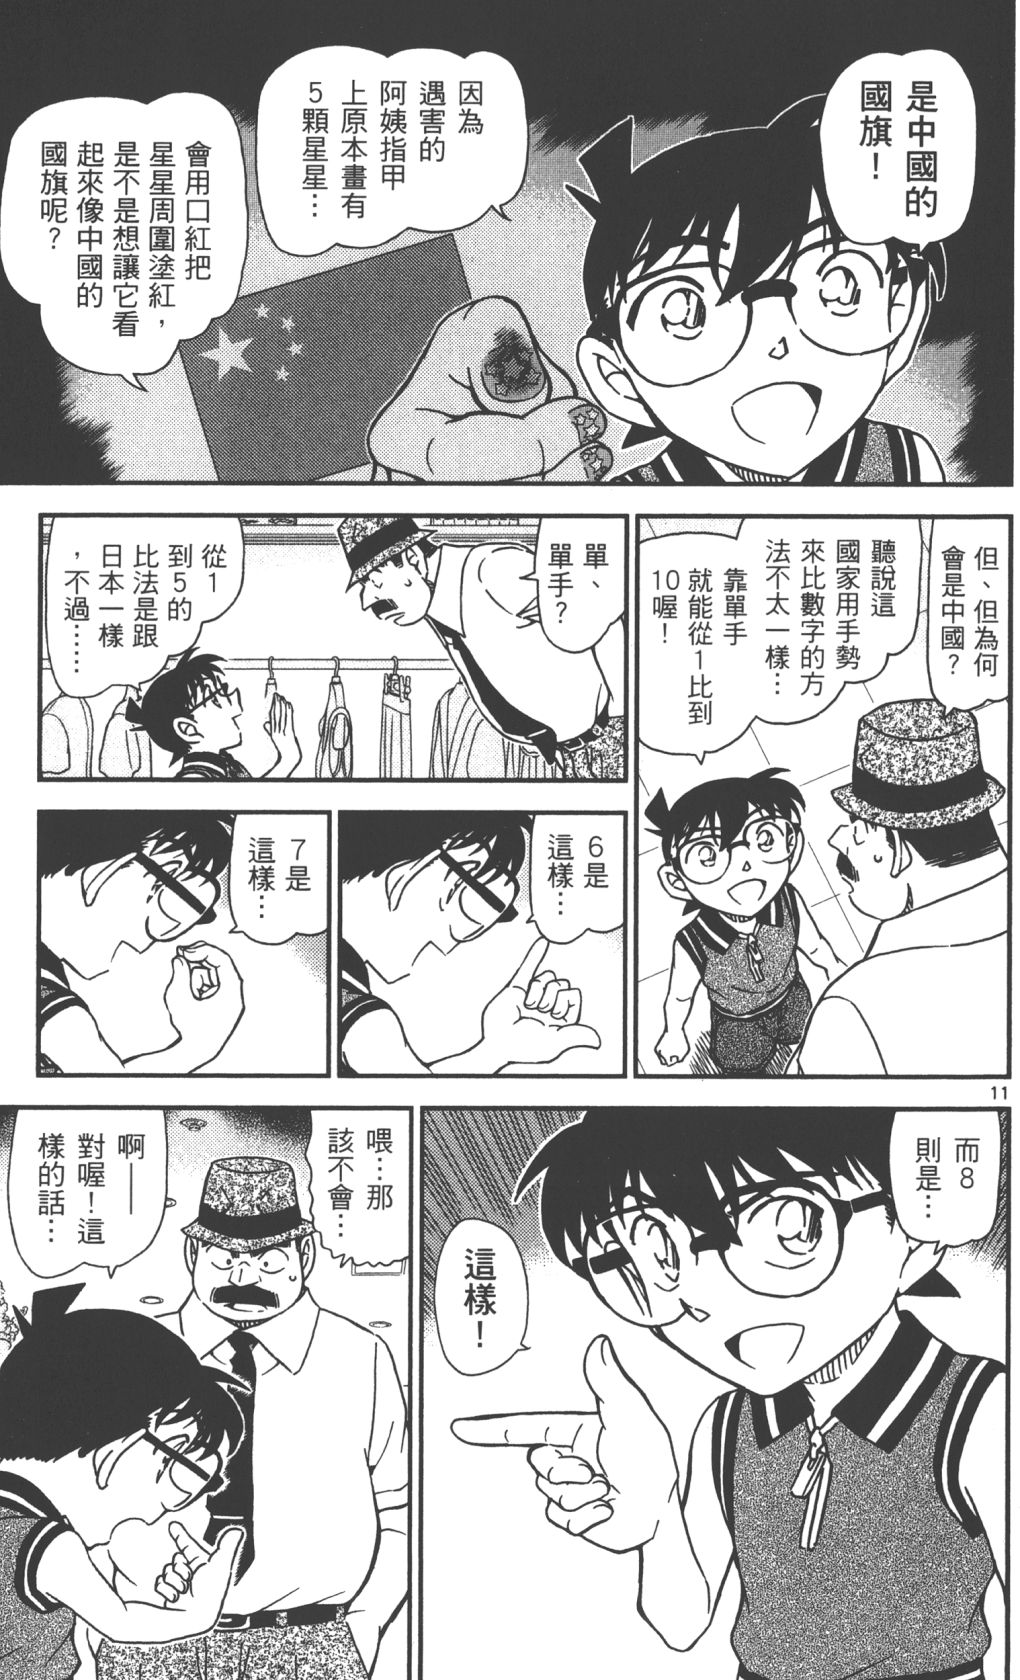 是中國的
國旗！
因為
遇害的
阿姨指甲
上原本畫有
5顆星星…
會用口紅把
星星周圍塗紅，
是不是想讓它看
起來像中國的
國旗呢？
但、但為何
會是中國？
聽說這
國家用手勢
來比數字的方
法不太一樣…
靠單手
就能從1比到
10喔！
單、
單手？
從1
到5的
比法是跟
日本一樣
，不過……
6是
這樣…
7是
這樣…
11
而8
則是…
這樣！
喂…那
該不會…
啊——
對喔！這
樣的話…